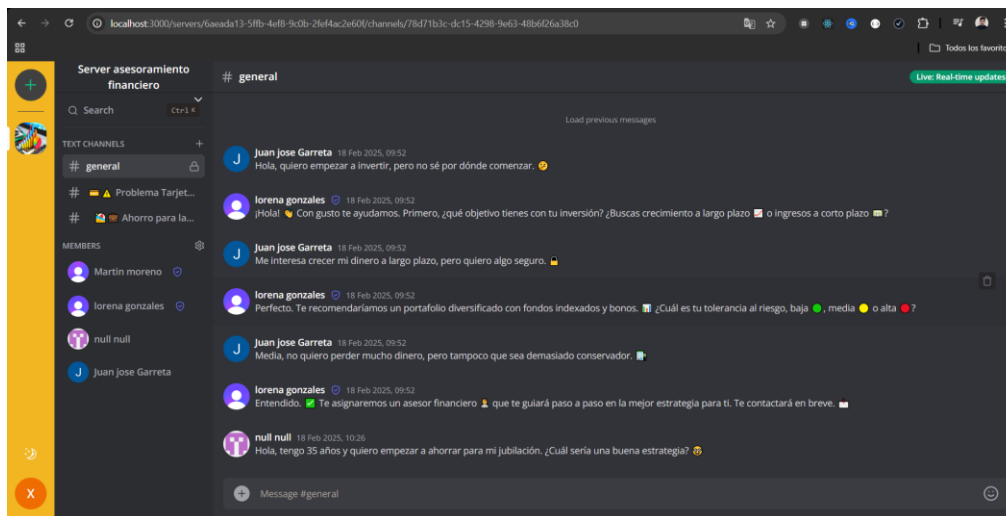 localhost:3000/servers/6aeada13-5ffb-4ef8-9c0b-2fef4ac2e60f/channels/78d71b3c-dc15-4298-9e63-48b6f26a38c0
Todos los favorito
Server asesoramiento
financiero
Search
Ctrl K
TEXT CHANNELS
# general
# Problema Tarjet...
# Ahorro para la...
MEMBERS
Martin moreno
lorena gonzales
null null
J
Juan jose Garreta
X
# general
Live: Real-time updates
Load previous messages
J
Juan jose Garreta 18 Feb 2025, 09:52
Hola, quiero empezar a invertir, pero no sé por dónde comenzar. 🤔
lorena gonzales 18 Feb 2025, 09:52
¡Hola! 👋 Con gusto te ayudamos. Primero, ¿qué objetivo tienes con tu inversión? ¿Buscas crecimiento a largo plazo 📈 o ingresos a corto plazo 💵?
J
Juan jose Garreta 18 Feb 2025, 09:52
Me interesa crecer mi dinero a largo plazo, pero quiero algo seguro. 🔒
lorena gonzales 18 Feb 2025, 09:52
Perfecto. Te recomendaríamos un portafolio diversificado con fondos indexados y bonos. 📊 ¿Cuál es tu tolerancia al riesgo, baja 🟢, media 🟡 o alta 🔴?
J
Juan jose Garreta 18 Feb 2025, 09:52
Media, no quiero perder mucho dinero, pero tampoco que sea demasiado conservador.
lorena gonzales 18 Feb 2025, 09:52
Entendido. ✅ Te asignaremos un asesor financiero que te guiará paso a paso en la mejor estrategia para ti. Te contactará en breve.
null null 18 Feb 2025, 10:26
Hola, tengo 35 años y quiero empezar a ahorrar para mi jubilación. ¿Cuál sería una buena estrategia?
Message #general